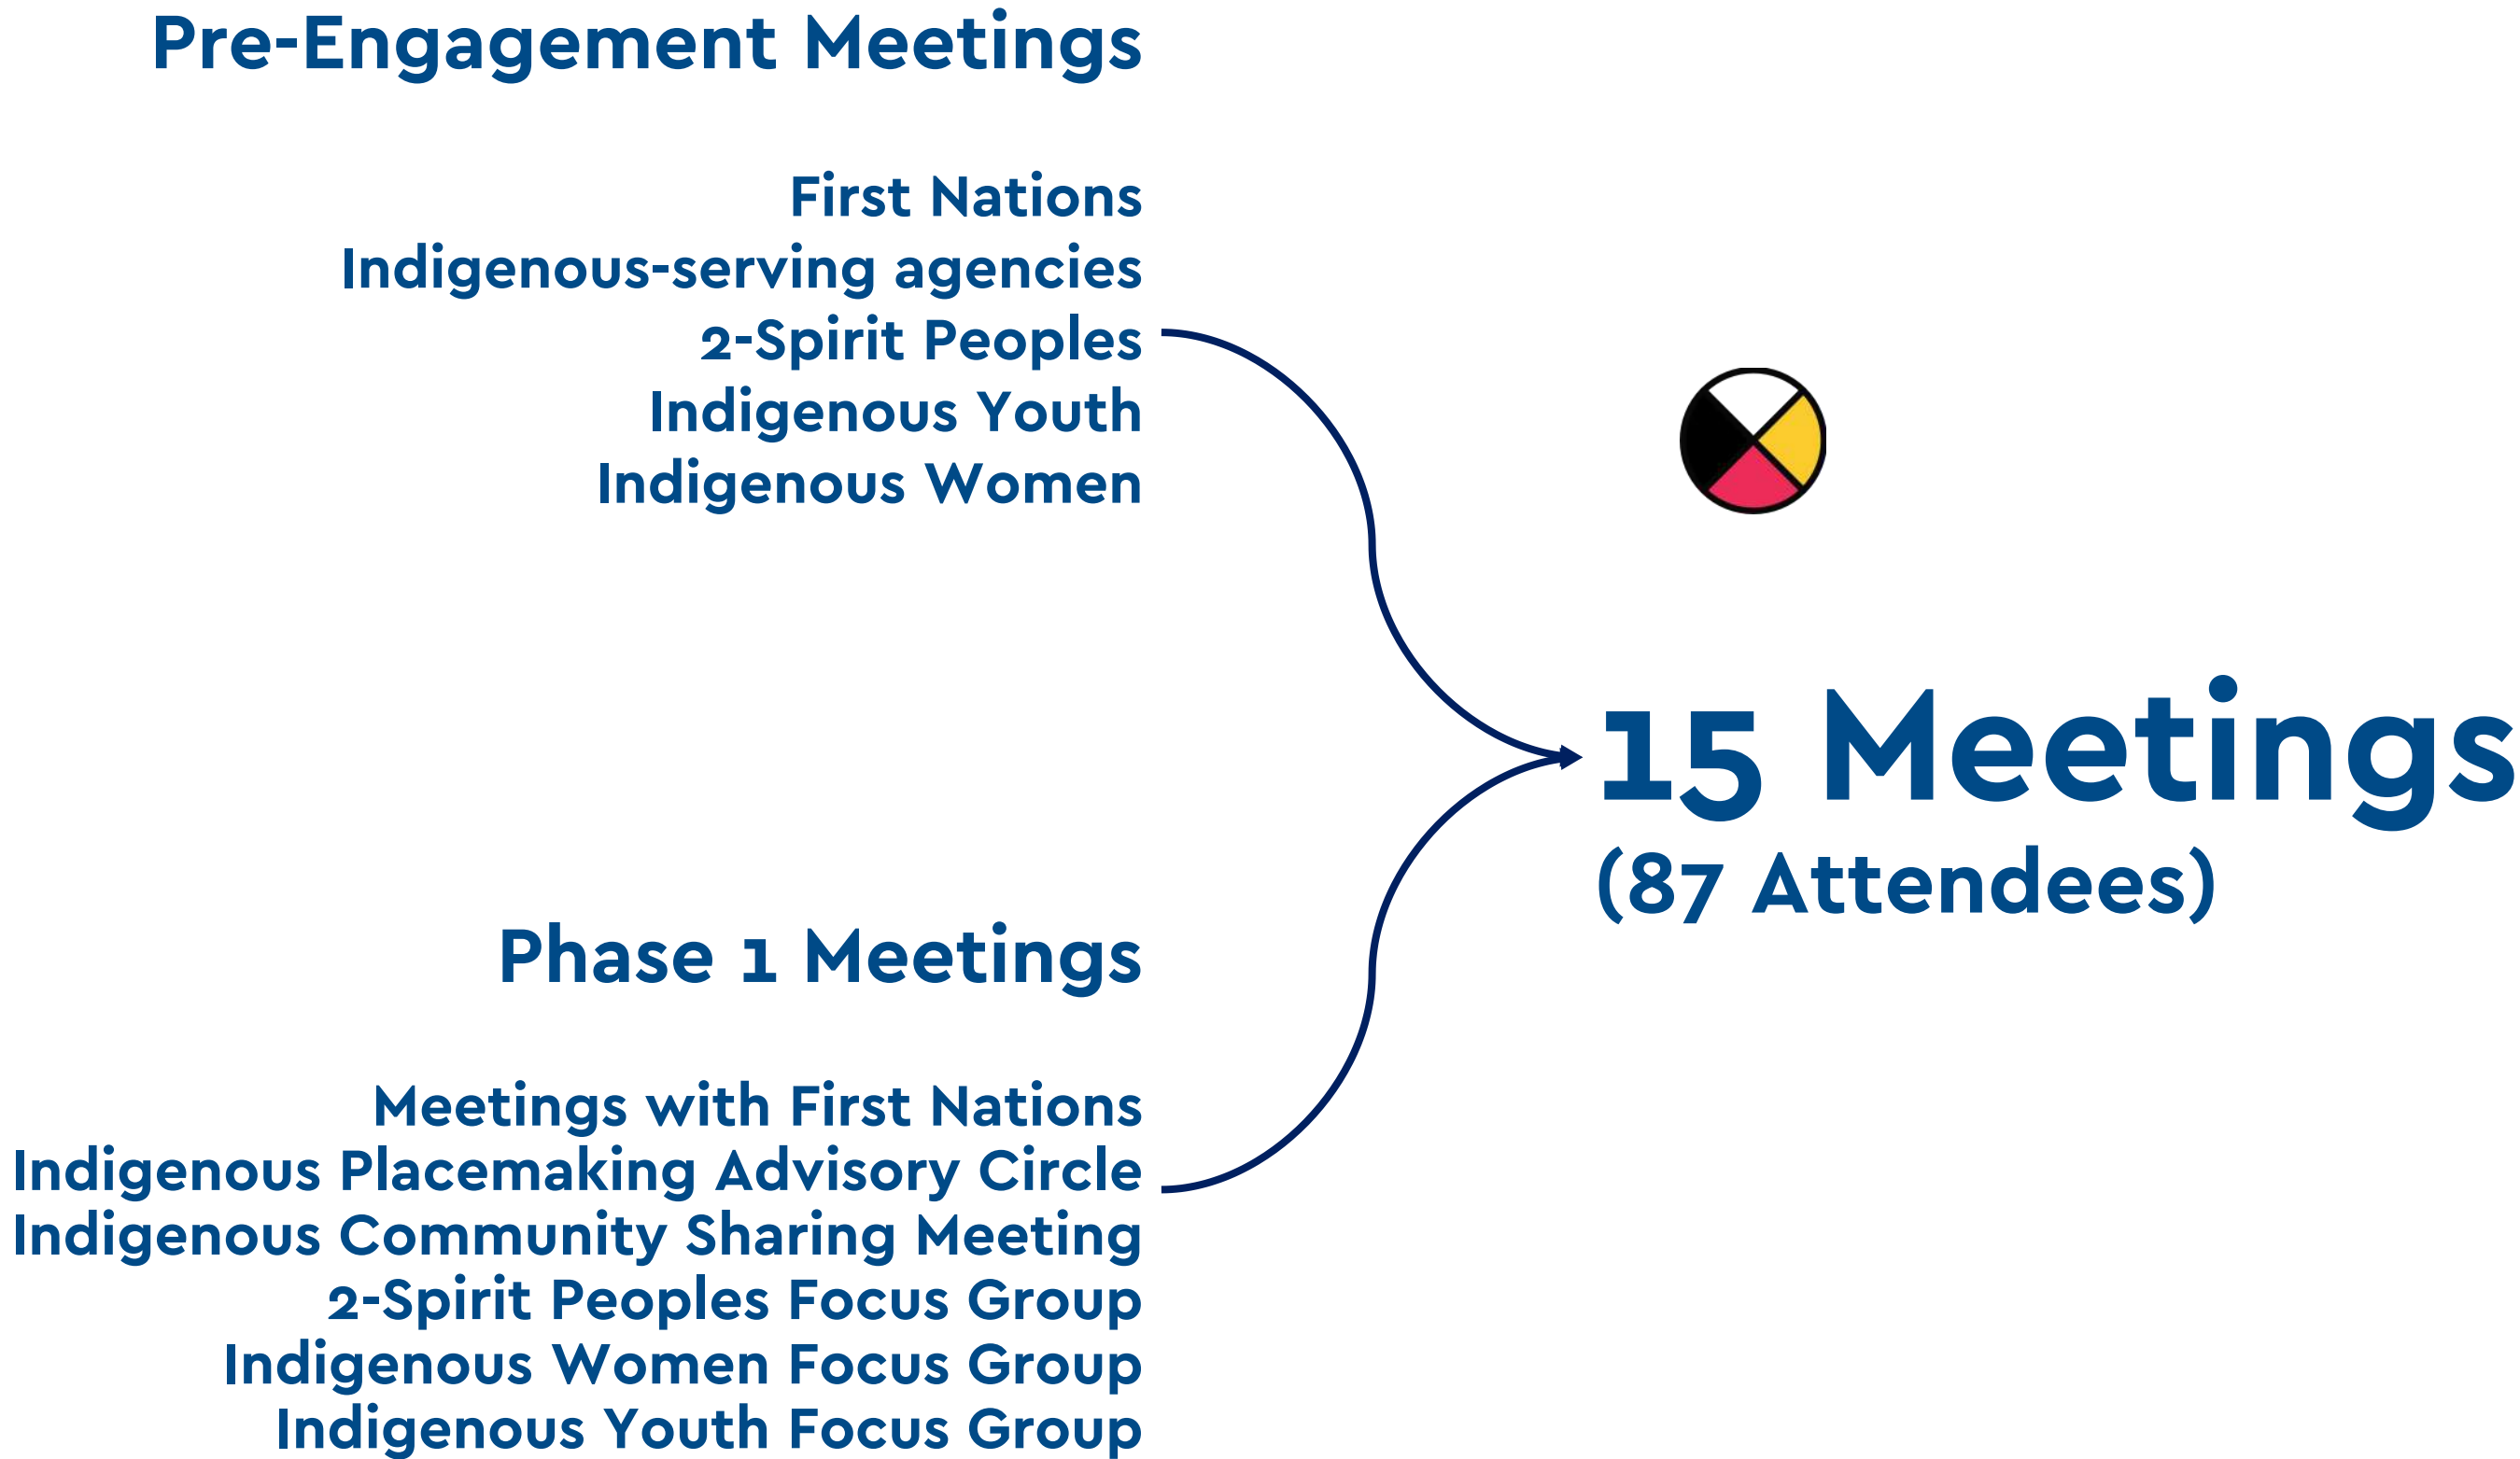 Pre-Engagement Meetings
First Nations
Indigenous-serving agencies
2-Spirit Peoples
Indigenous Youth
Indigenous Women
15 Meetings
(87 Attendees)
Phase 1 Meetings
Meetings with First Nations
Indigenous Placemaking Advisory Circle
Indigenous Community Sharing Meeting
2-Spirit Peoples Focus Group
Indigenous Women Focus Group
Indigenous Youth Focus Group